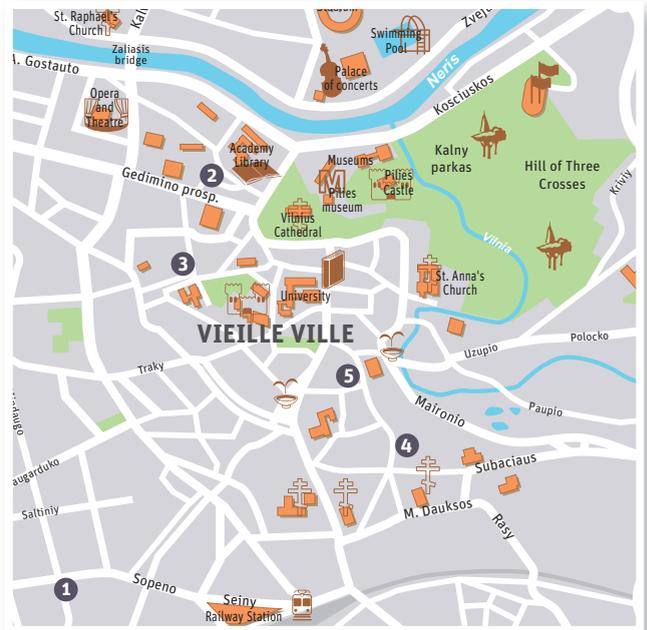 St. Raphael's
Church
Zaliasis
bridge
Swimming
Pool
A. Gostauto
Palace
of concerts
Neris
Kosciuskos
Opera
and
Theatre
Academy
Library
Museums
Kalny
parkas
Hill of Three
Crosses
Gedimino prosp.
2
Pilies
museum
Pilies
Castle
Vilnius
Cathedral
Vilnia
3
St. Anna's
Church
University
VIEILLE VILLE
Uzupio
Polocko
Traky
5
Maironio
Paupio
4
Subaciaus
Saltiniy
M. Dauksos
Rasy
1
Sopeno
Seiny
Railway Station